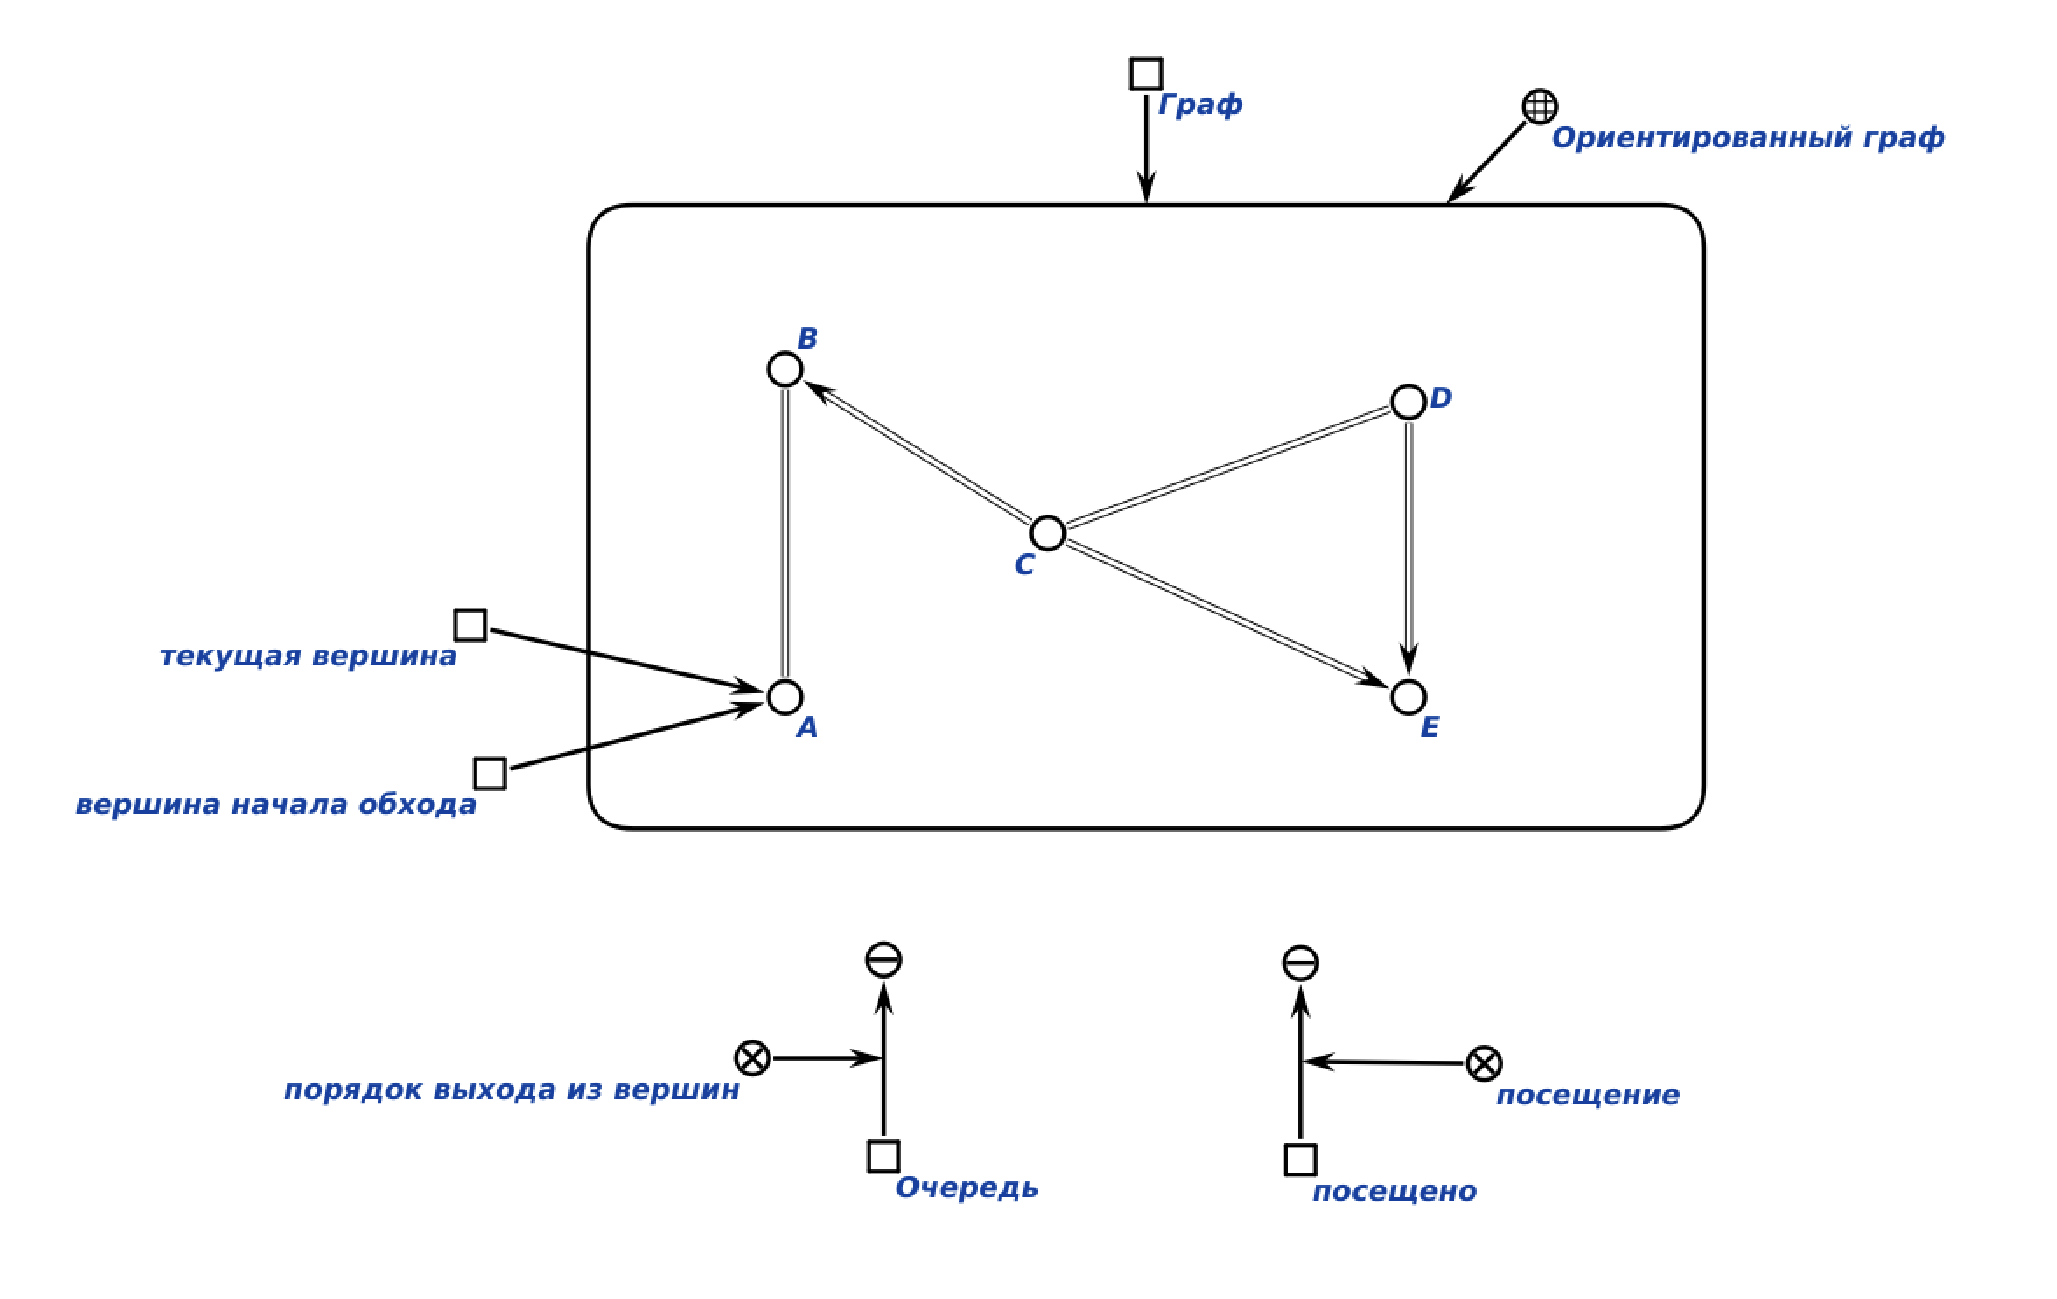 Граф
Ориентированный граф
B
D
C
текущая вершина
A
E
вершина начала обхода
порядок выхода из вершин
посещение
Очередь
посещено